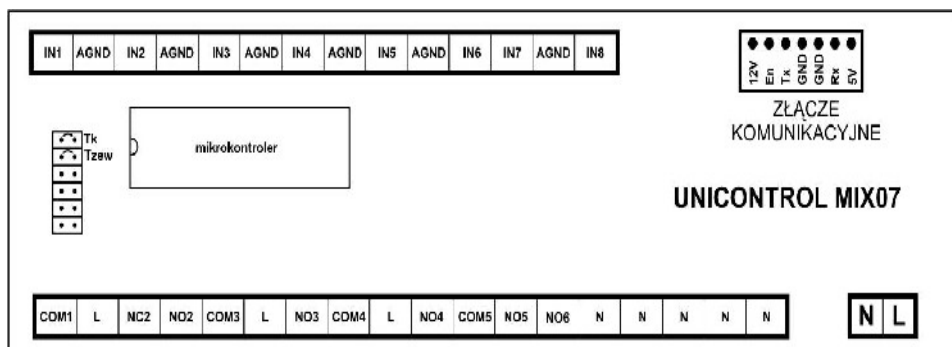 IN1 AGND IN2 AGND IN3 AGND IN4 AGND IN5 AGND IN6 IN7 AGND IN8
12V En Tx GND GND Rx 5V
ZŁĄCZE
KOMUNIKACYJNE
Tk
Tzew
mikrokontroler
UNICONTROL MIX07
COM1 L NC2 NO2 COM3 L NO3 COM4 L NO4 COM5 NO5 NO6 N N N N N
N L